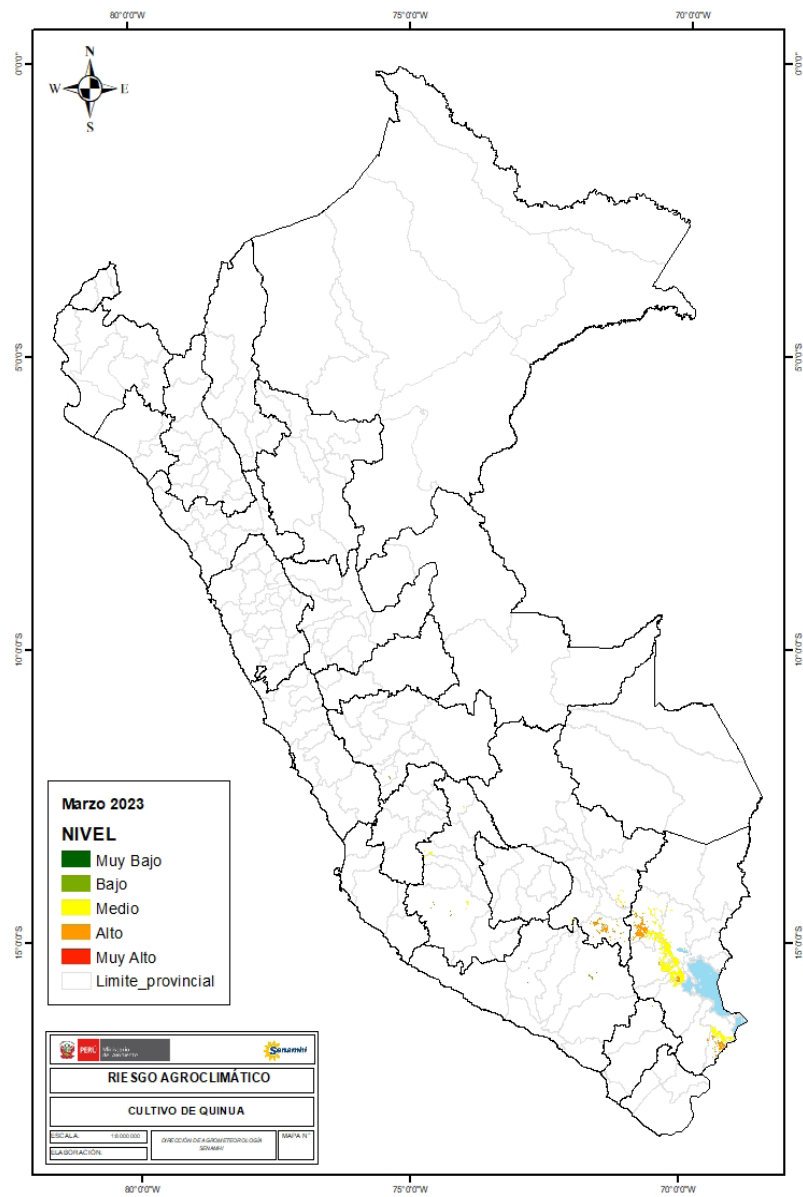 80°0'0"W
75°0'0"W
70°0'0"W
N
W
E
S
0°0'0"
0°0'0"
5°0'0"S
5°0'0"S
10°0'0"S
10°0'0"S
15°0'0"S
15°0'0"S
Marzo 2023
NIVEL
Muy Bajo
Bajo
Medio
Alto
Muy Alto
Limite_provincial
PERÚ
Ministerio
del Ambiente
Senamhi
RIESGO AGROCLIMÁTICO
CULTIVO DE QUINUA
ESCALA:
DIRECCIÓN DE AGROMETEOROLOGÍA
SENAMHI
MAPA N°
ELABORACIÓN:
80°0'0"W
75°0'0"W
70°0'0"W